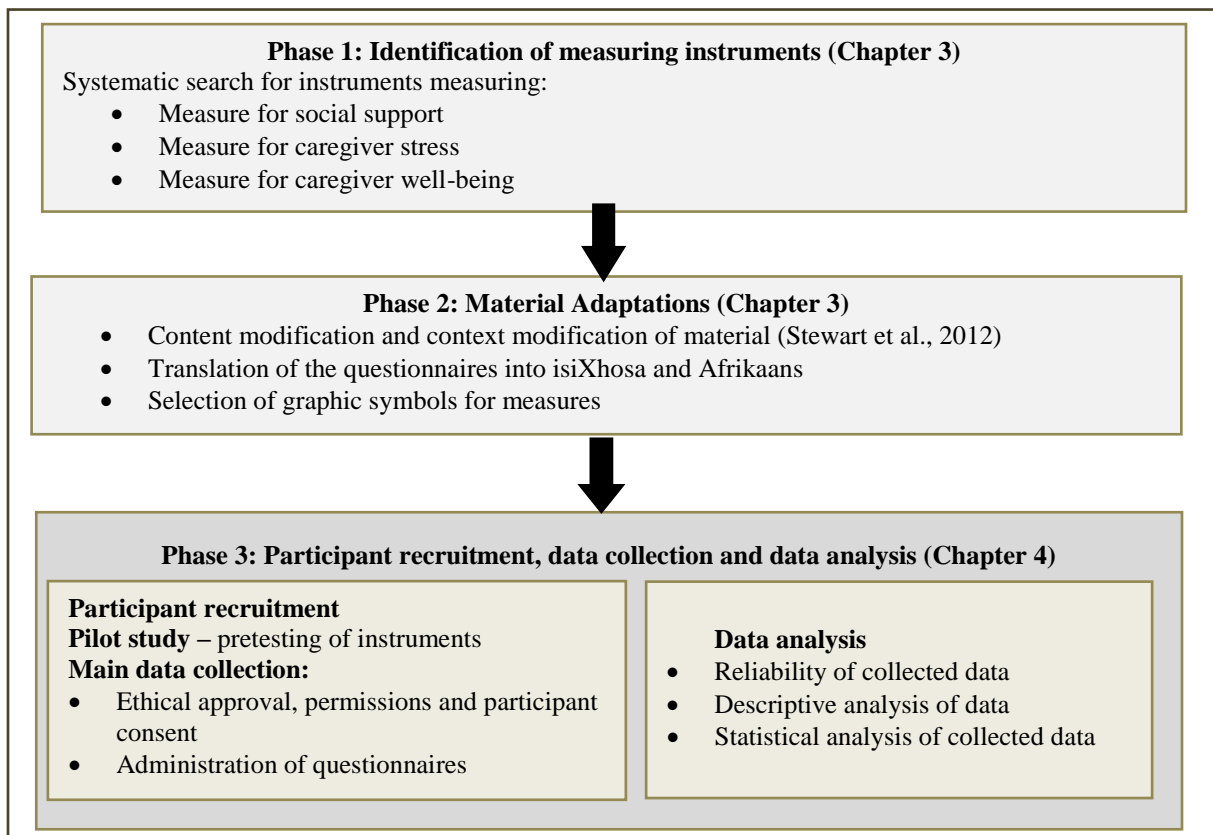 Phase 1: Identification of measuring instruments (Chapter 3)
Systematic search for instruments measuring:
• Measure for social support
• Measure for caregiver stress
• Measure for caregiver well-being
Phase 2: Material Adaptations (Chapter 3)
• Content modification and context modification of material (Stewart et al., 2012)
• Translation of the questionnaires into isiXhosa and Afrikaans
• Selection of graphic symbols for measures
Phase 3: Participant recruitment, data collection and data analysis (Chapter 4)
Participant recruitment
Pilot study – pretesting of instruments
Main data collection:
• Ethical approval, permissions and participant
consent
• Administration of questionnaires
Data analysis
• Reliability of collected data
• Descriptive analysis of data
• Statistical analysis of collected data